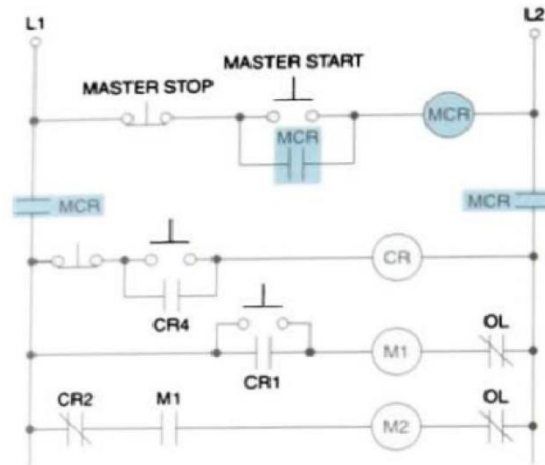 L1
L2
MASTER START
MASTER STOP
MCR
MCR
MCR
MCR
CR
CR4
OL
M1
CR1
CR2
M1
OL
M2